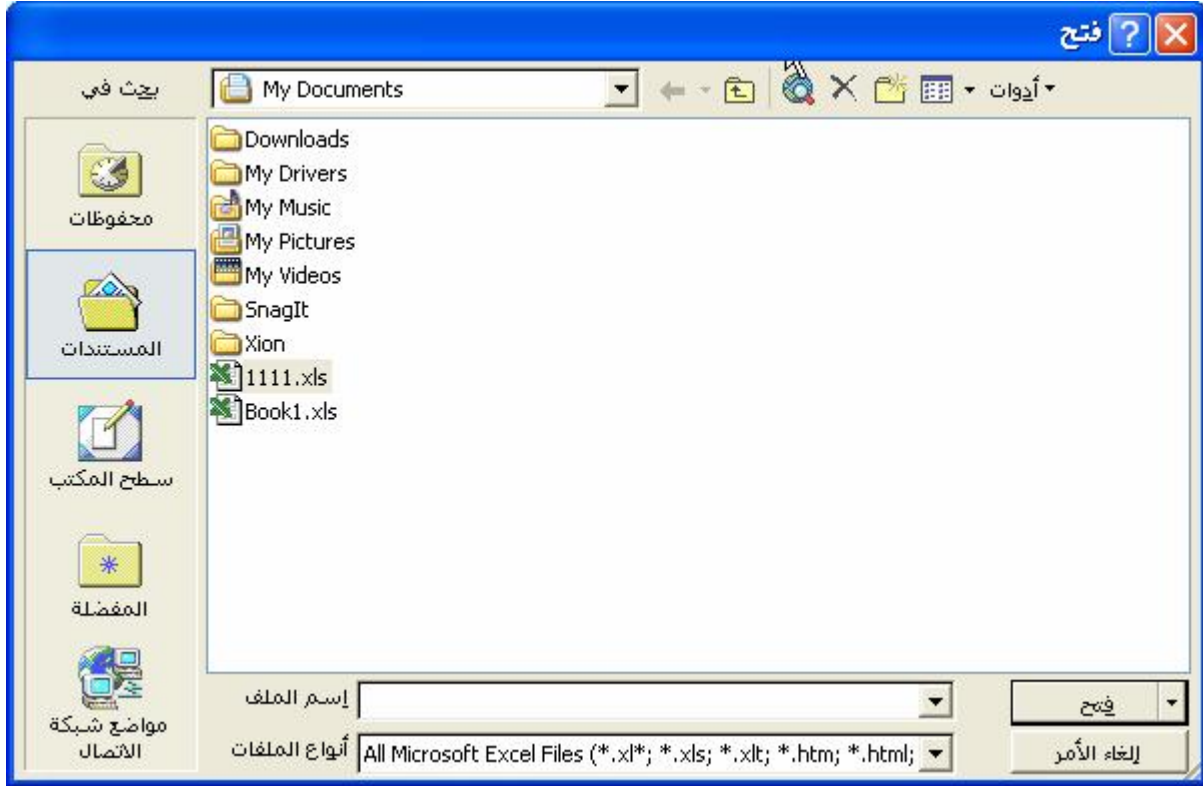 فتح
بحث في
My Documents
أدوات
محفوظات
المستندات
سطح المكتب
المفضلة
مواضع شبكة
الاتصال
Downloads
My Drivers
My Music
My Pictures
My Videos
SnagIt
Xion
1111.xls
Book1.xls
إسم الملف
فتح
أنواع الملفات
All Microsoft Excel Files (*.xl*; *.xls; *.xlt; *.htm; *.html;
إلغاء الأمر